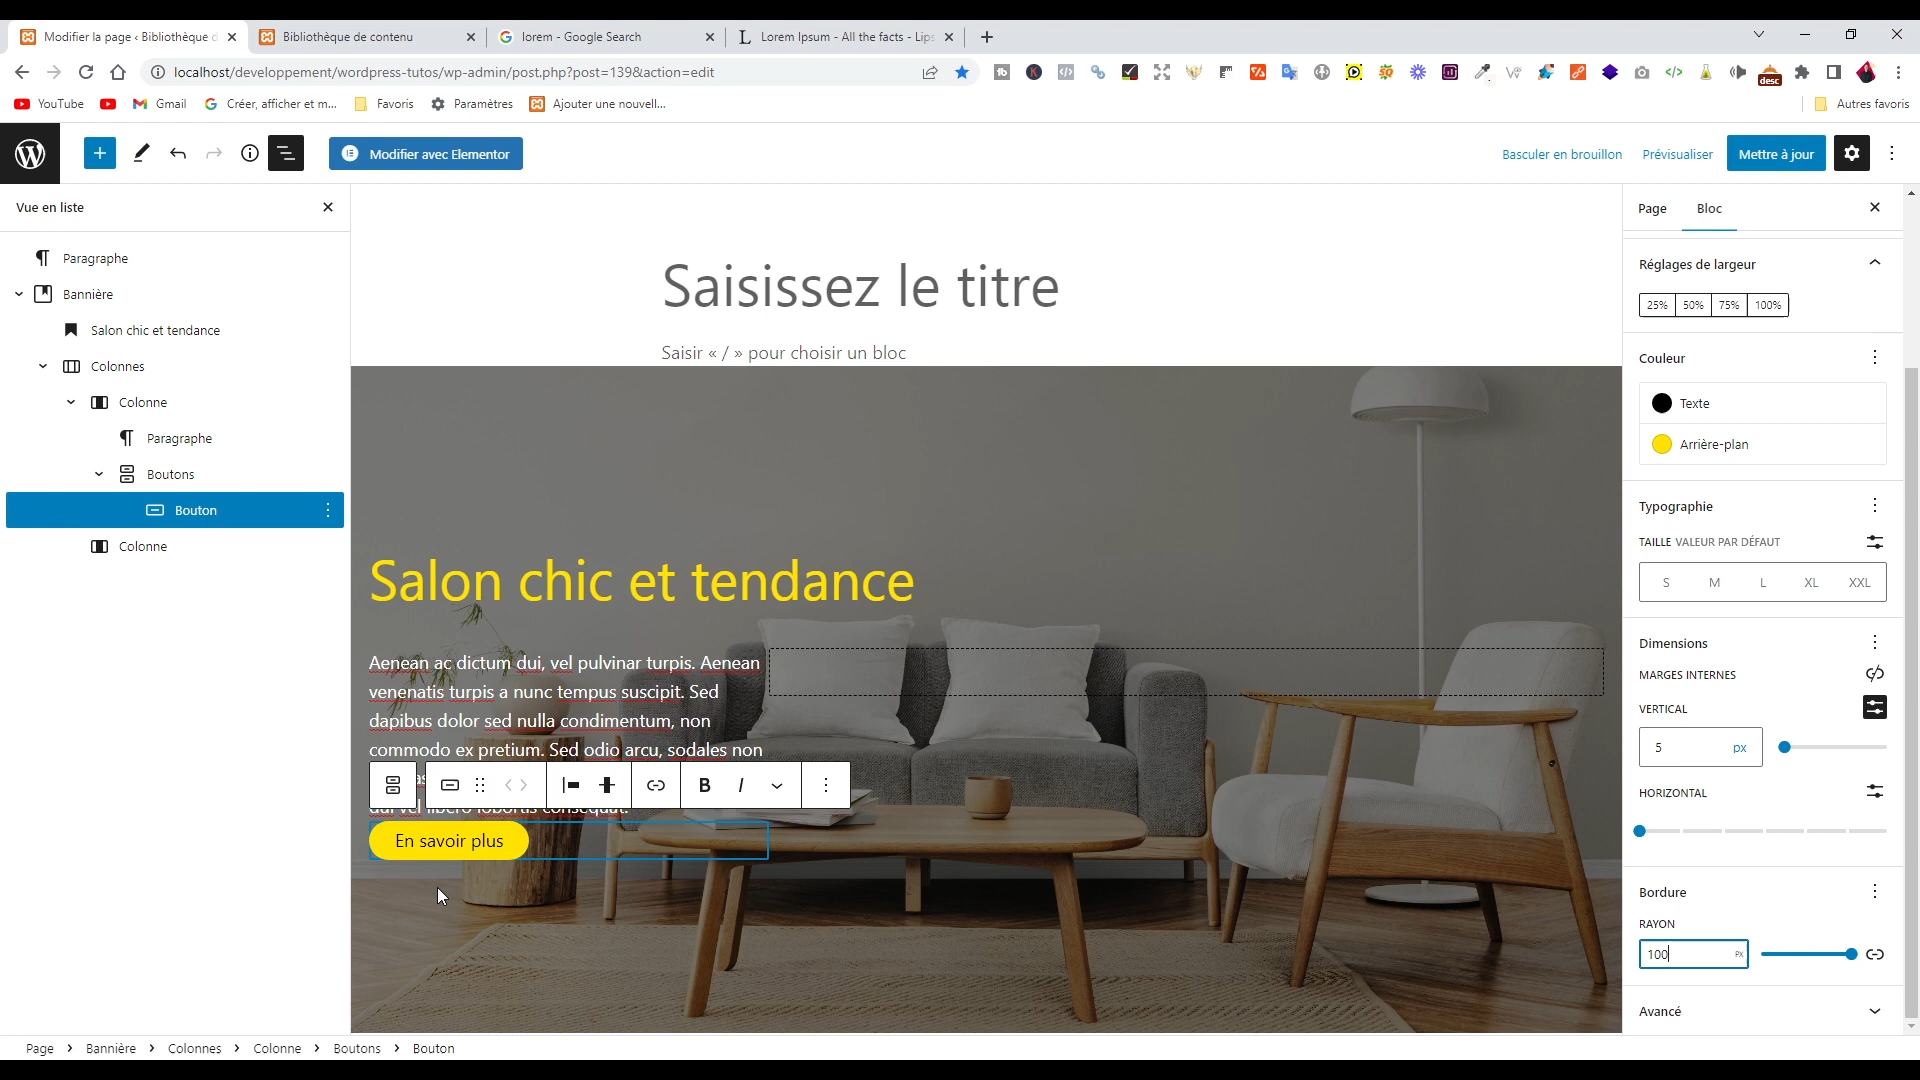 Modifier la page ‹ Bibliothèque d
Bibliothèque de contenu
lorem - Google Search
Lorem Ipsum - All the facts - Lips
localhost/developpement/wordpress-tutos/wp-admin/post.php?post=139&action=edit
YouTube
Gmail
Créer, afficher et m...
Favoris
Paramètres
Ajouter une nouvell...
Autres favoris
Modifier avec Elementor
Basculer en brouillon
Prévisualiser
Mettre à jour
Vue en liste
Paragraphe
Bannière
Salon chic et tendance
Colonnes
Colonne
Paragraphe
Boutons
Bouton
Colonne
Saisissez le titre
Saisir « / » pour choisir un bloc
Salon chic et tendance
Aenean ac dictum dui, vel pulvinar turpis. Aenean
venenatis turpis a nunc tempus suscipit. Sed
dapibus dolor sed nulla condimentum, non
commodo ex pretium. Sed odio arcu, sodales non
dui vel libero lobortis consequat.
B I
En savoir plus
Page
Bloc
Réglages de largeur
25% 50% 75% 100%
Couleur
Texte
Arrière-plan
Typographie
TAILLE VALEUR PAR DÉFAUT
S M L XL XXL
Dimensions
MARGES INTERNES
VERTICAL
5 px
HORIZONTAL
Bordure
RAYON
100 PX
Avancé
Page > Bannière > Colonnes > Colonne > Boutons > Bouton